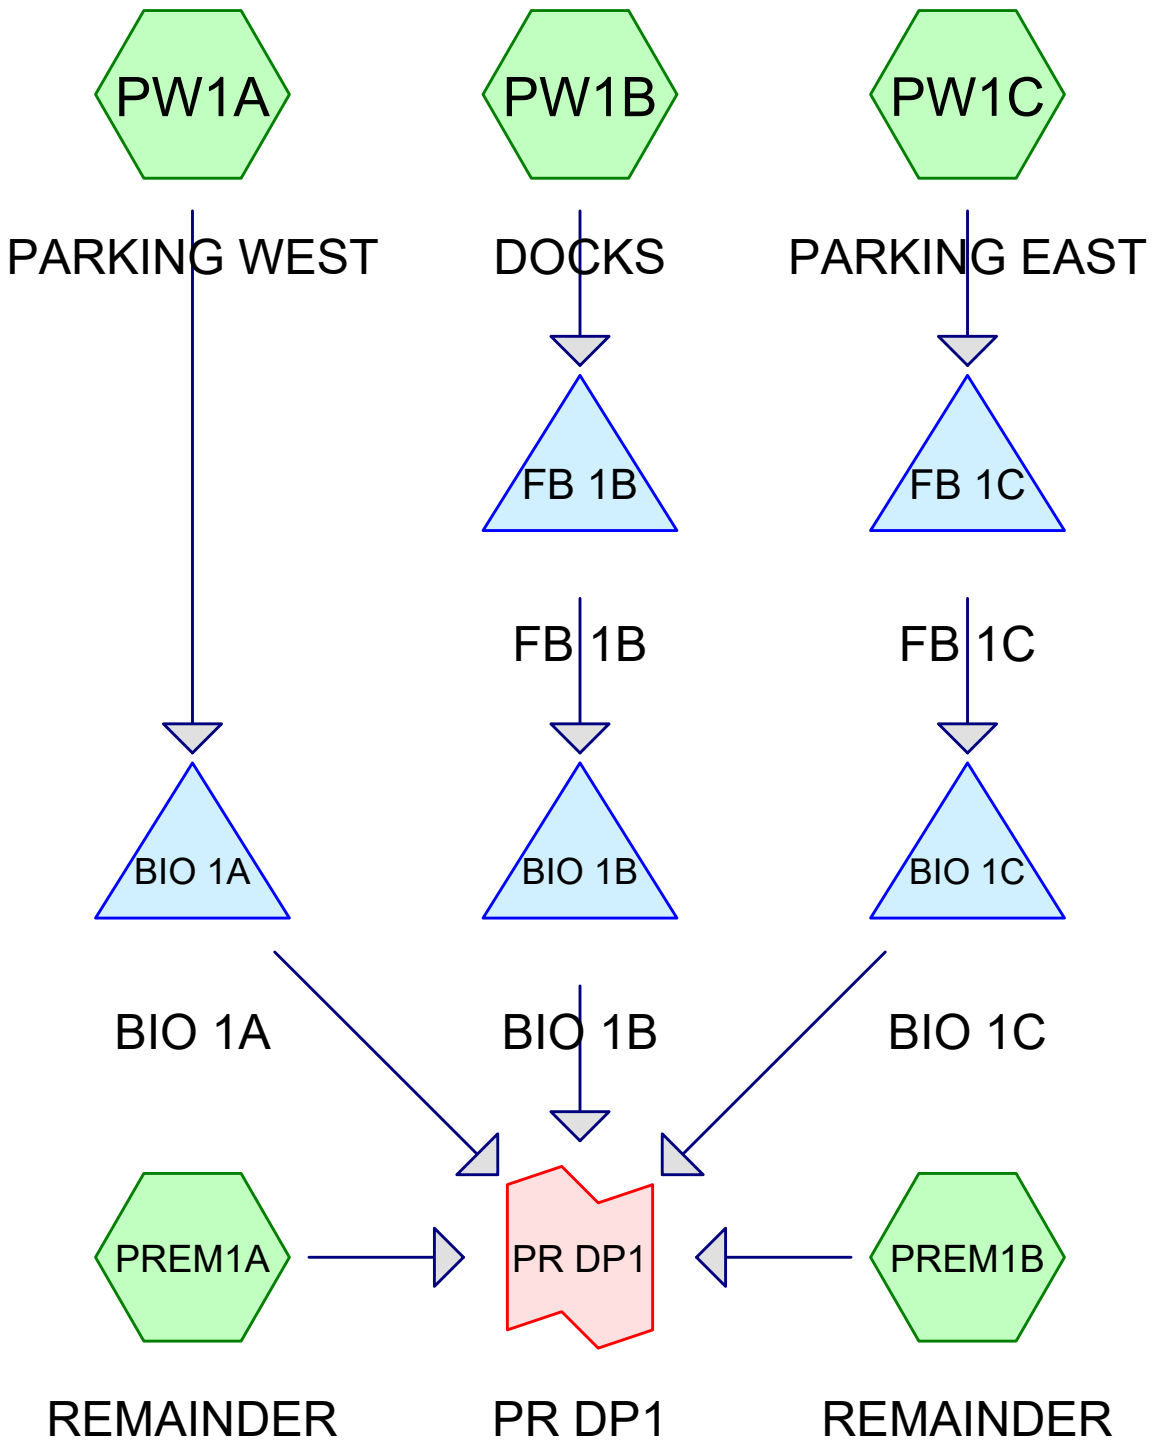 PW1A PW1B PW1C
PARKING WEST DOCKS PARKING EAST
FB 1B FB 1C
FB 1B FB 1C
BIO 1A BIO 1B BIO 1C
BIO 1A BIO 1B BIO 1C
PREM1A PR DP1 PREM1B
REMAINDER PR DP1 REMAINDER